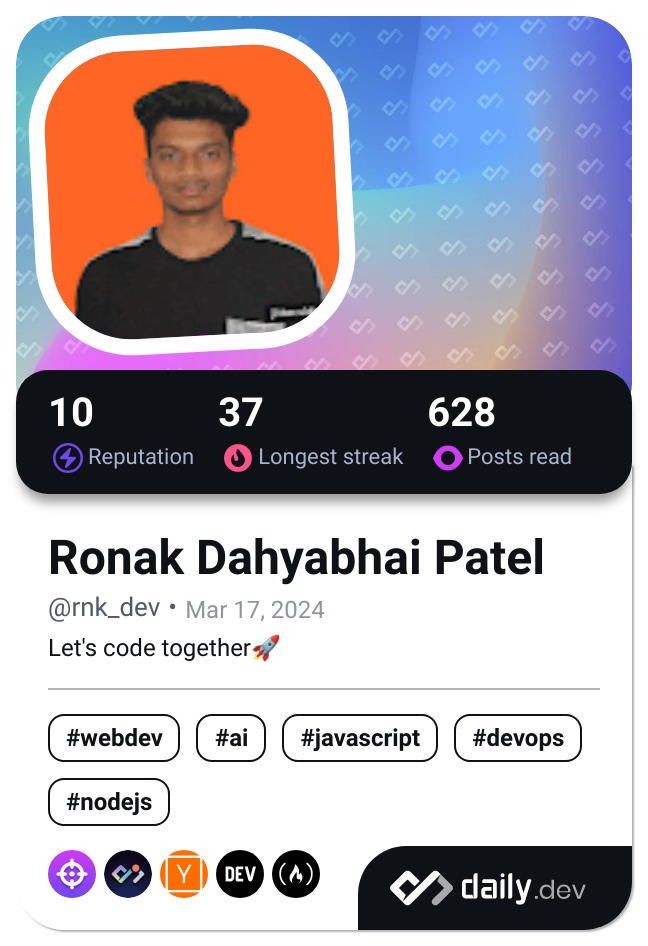 10 37 628
Reputation Longest streak Posts read
Ronak Dahyabhai Patel
@rnk_dev • Mar 17, 2024
Let's code together🚀
#webdev #ai #javascript #devops
#nodejs
Y DEV
daily.dev